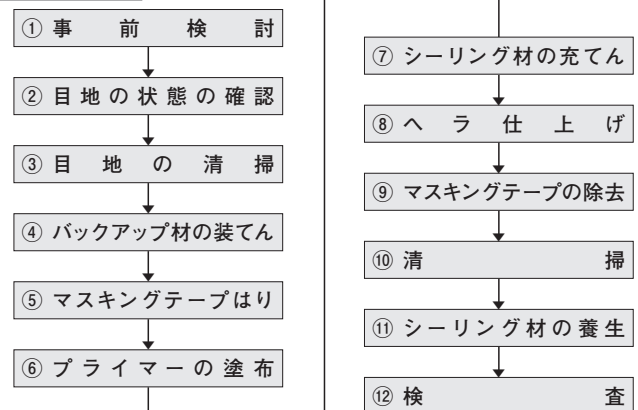 ① 事前検討
② 目地の状態の確認
③ 目地の清掃
④ バックアップ材の装てん
⑤ マスキングテープはり
⑥ プライマーの塗布
⑦ シーリング材の充てん
⑧ ヘラ仕上げ
⑨ マスキングテープの除去
⑩ 清掃
⑪ シーリング材の養生
⑫ 検査